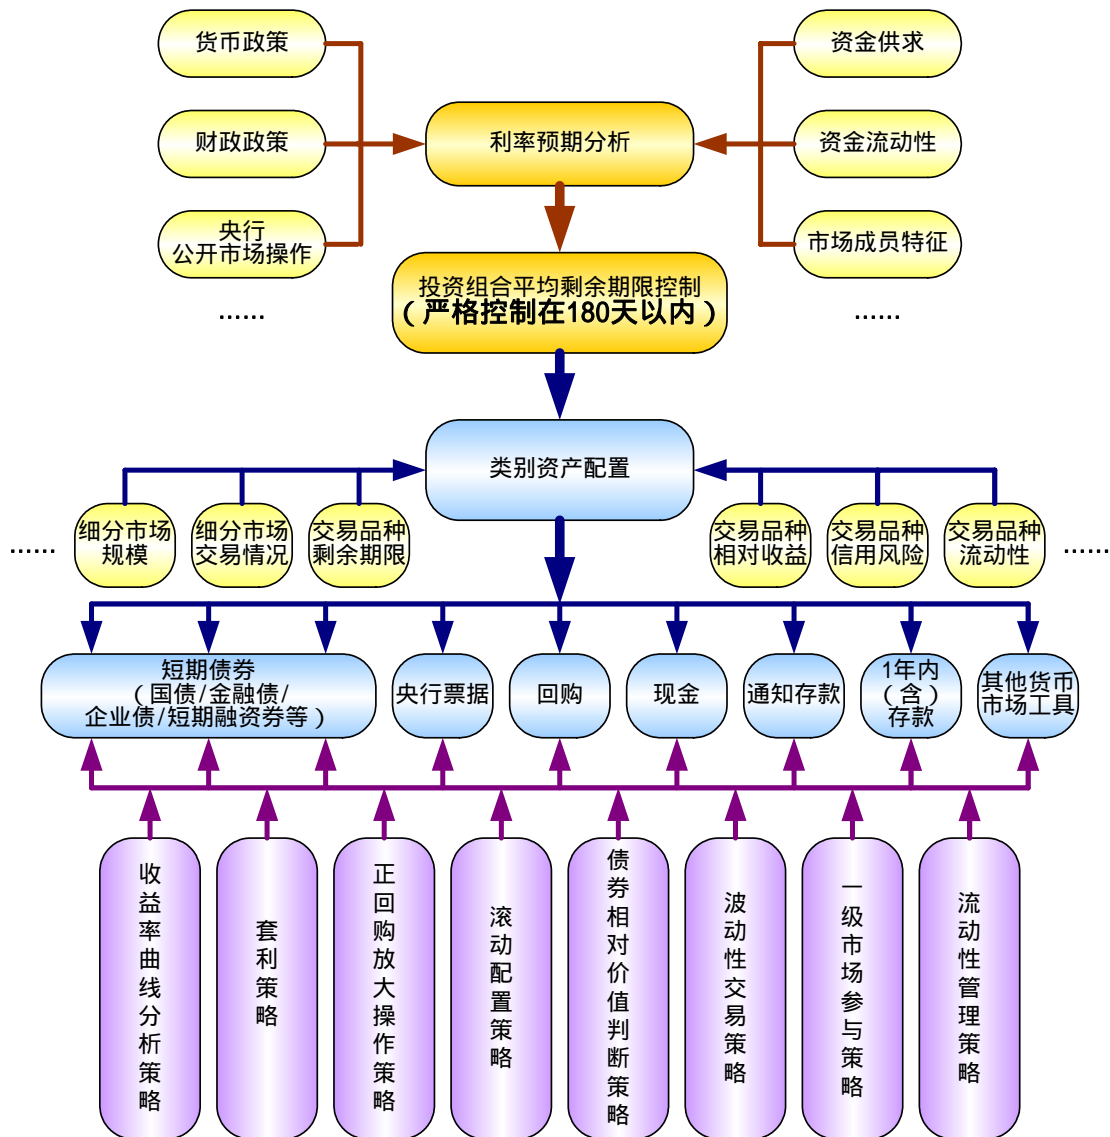 货币政策
资金供求
财政政策
利率预期分析
资金流动性
央行
公开市场操作
市场成员特征
投资组合平均剩余期限控制
（严格控制在180天以内）
......
......
类别资产配置
细分市场
规模
细分市场
交易情况
交易品种
剩余期限
交易品种
相对收益
交易品种
信用风险
交易品种
流动性
......
......
短期债券
（国债/金融债/
企业债/短期融资券等）
央行票据
回购
现金
通知存款
1年内
（含）
存款
其他货币
市场工具
收益率曲线分析策略
套利策略
正回购放大操作策略
滚动配置策略
债券相对价值判断策略
波动性交易策略
一级市场参与策略
流动性管理策略